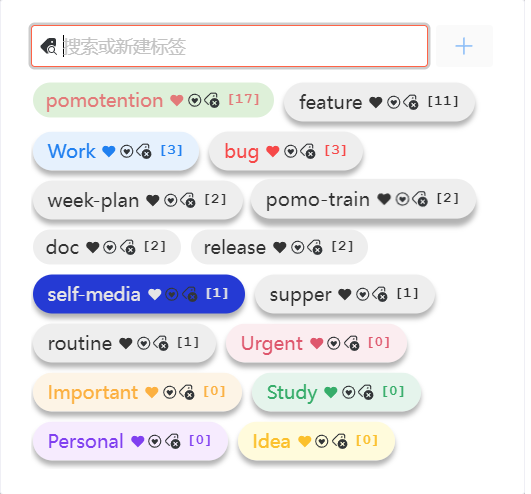 搜索或新建标签
pomotention [17] feature [11]
Work [3] bug [3]
week-plan [2] pomo-train [2]
doc [2] release [2]
self-media [1] supper [1]
routine [1] Urgent [0]
Important [0] Study [0]
Personal [0] Idea [0]